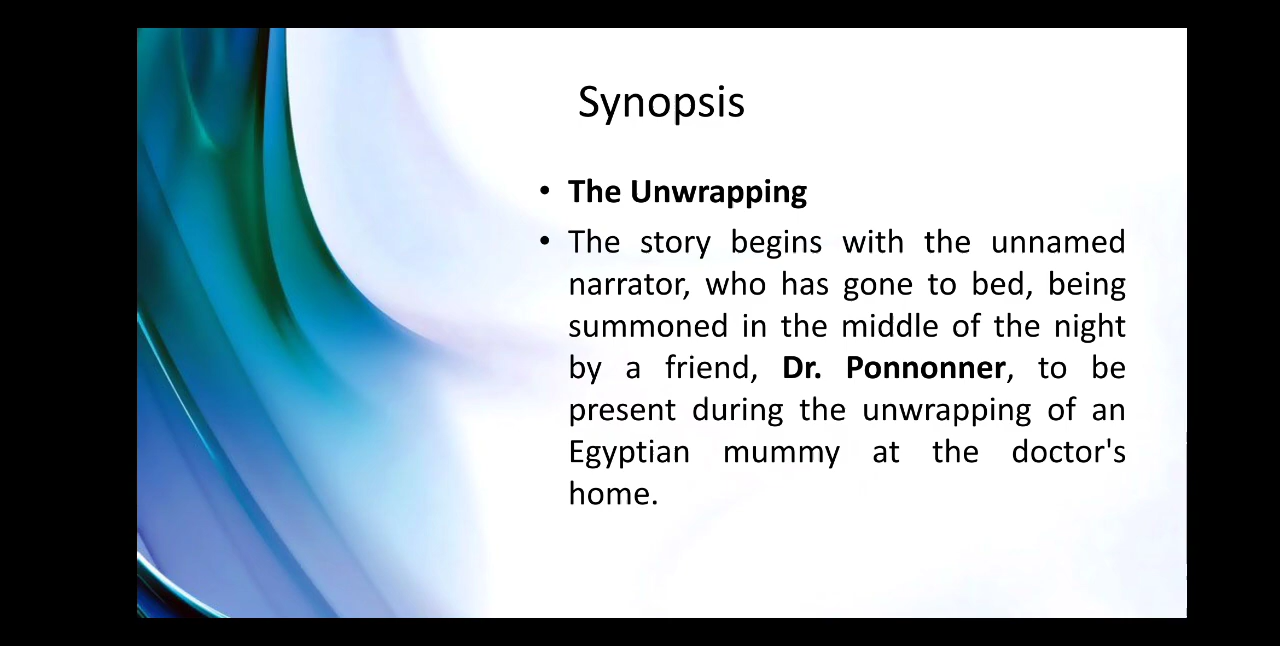 Synopsis
• The Unwrapping
• The story begins with the unnamed
narrator, who has gone to bed, being
summoned in the middle of the night
by a friend, Dr. Ponnonner, to be
present during the unwrapping of an
Egyptian mummy at the doctor's
home.